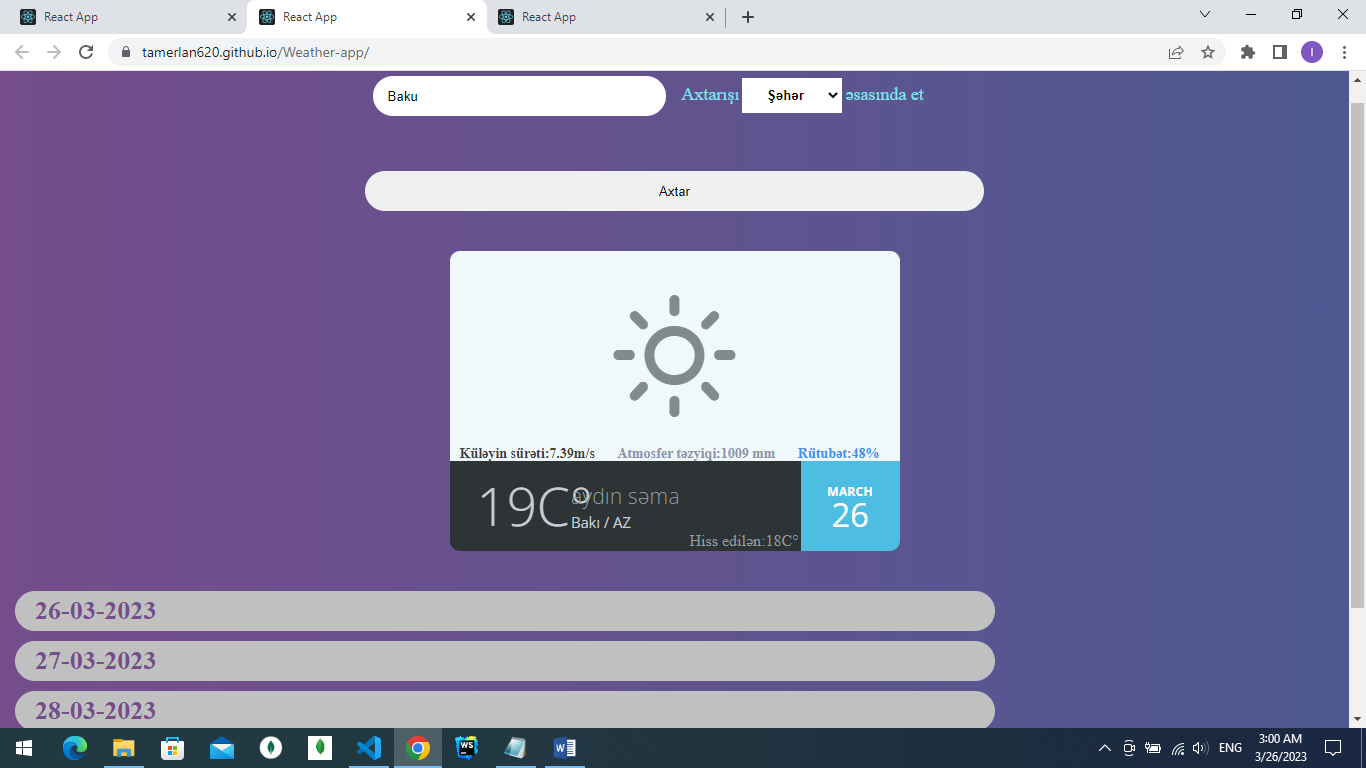 React App
React App
React App
tamerlan620.github.io/Weather-app/
I
Baku
Axtarışı Şəhər əsasında et
Axtar
Küləyin sürəti:7.39m/s Atmosfer təzyiqi:1009 mm Rütubət:48%
19C° aydın səma
Bakı / AZ
Hiss edilən:18C°
MARCH
26
26-03-2023
27-03-2023
28-03-2023
WS
W
ENG
3:00 AM
3/26/2023